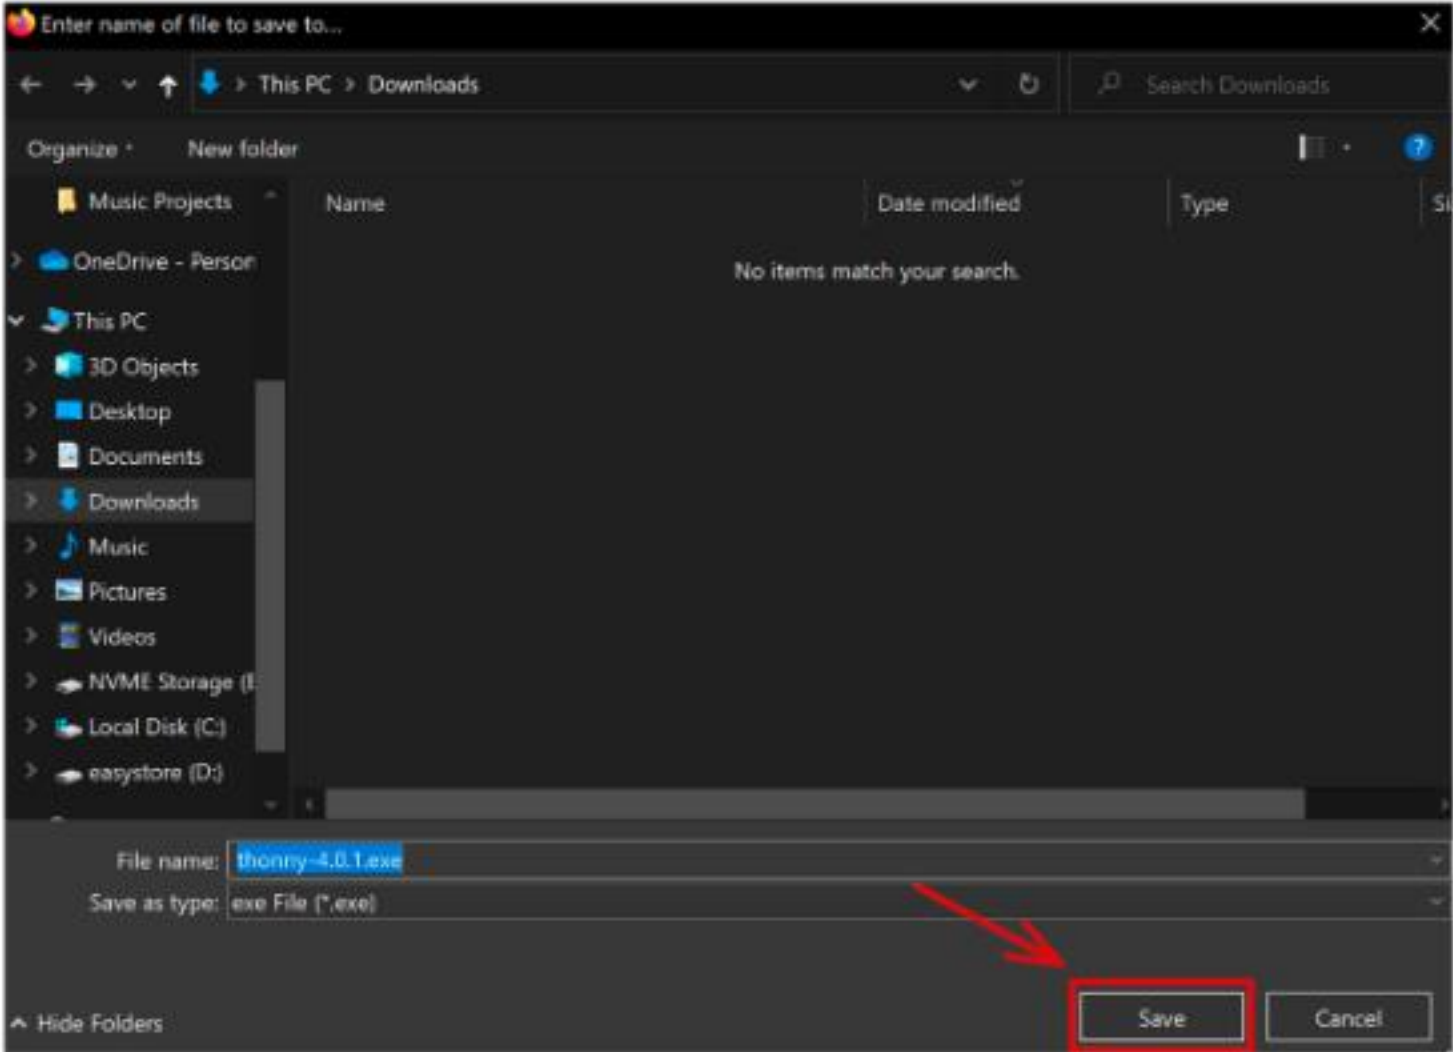 Enter name of file to save to...
This PC > Downloads
Search Downloads
Organize
New folder
Name
Date modified
Type
Si
No items match your search.
Music Projects
OneDrive - Person
This PC
3D Objects
Desktop
Documents
Downloads
Music
Pictures
Videos
NVME Storage (E
Local Disk (C:)
easystore (D:)
File name: thonny-4.0.1.exe
Save as type: exe File (*.exe)
Hide Folders
Save
Cancel